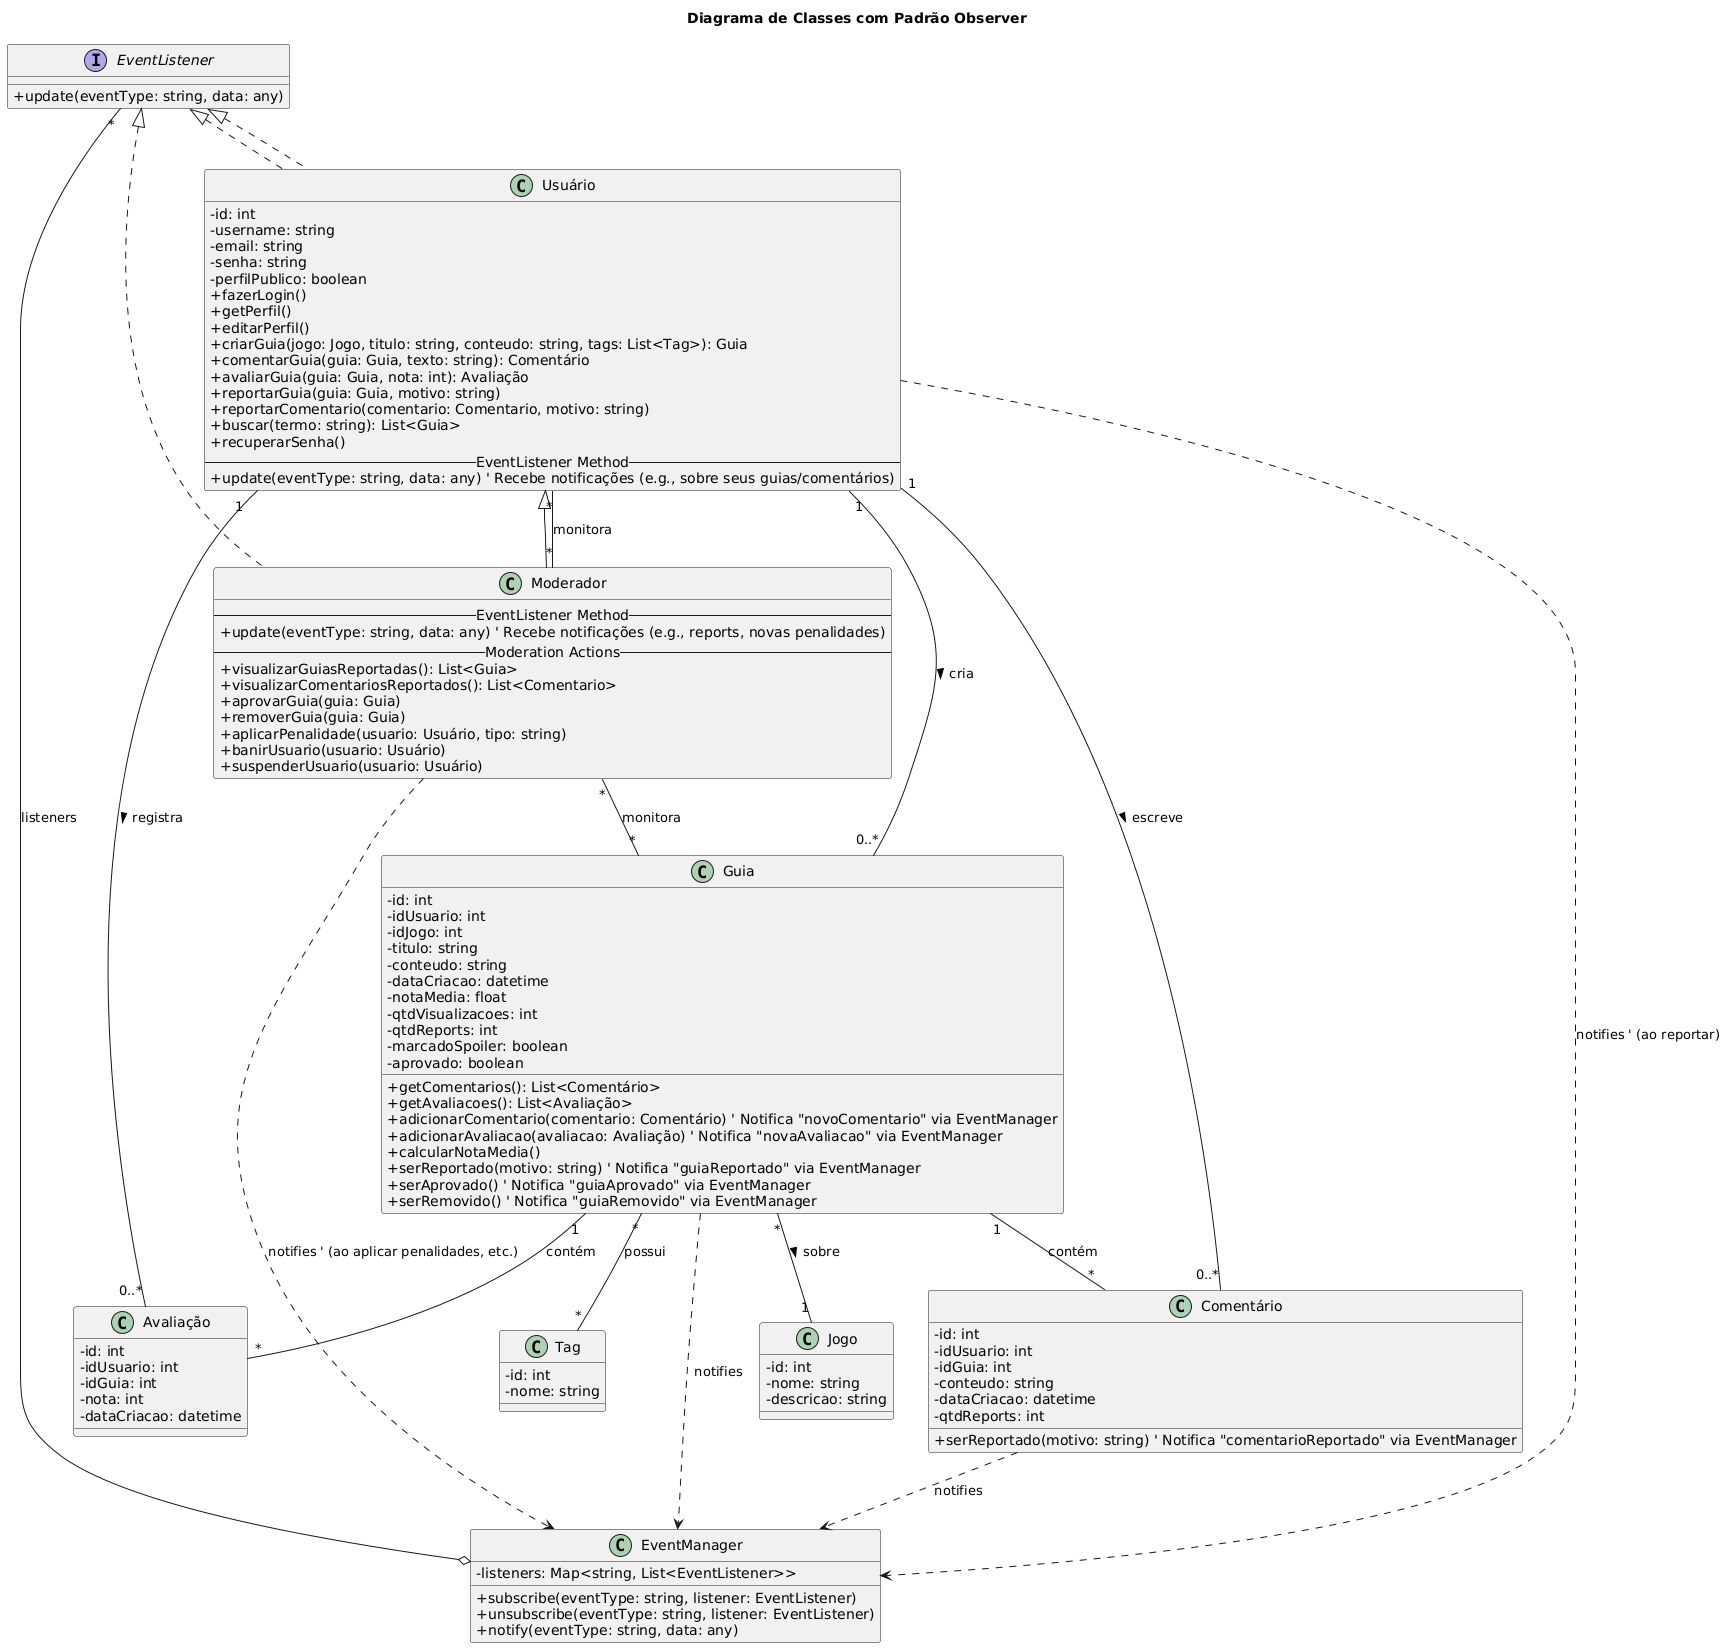 Diagrama de Classes com Padrão Observer
I EventListener
+update(eventType: string, data: any)
*
C Usuário
-id: int
-username: string
-email: string
-senha: string
-perfilPublico: boolean
+fazerLogin()
+getPerfil()
+editarPerfil()
+criarGuia(jogo: Jogo, titulo: string, conteudo: string, tags: List<Tag>): Guia
+comentarGuia(guia: Guia, texto: string): Comentário
+avaliarGuia(guia: Guia, nota: int): Avaliação
+reportarGuia(guia: Guia, motivo: string)
+reportarComentario(comentario: Comentario, motivo: string)
+buscar(termo: string): List<Guia>
+recuperarSenha()
EventListener Method
+update(eventType: string, data: any) ' Recebe notificações (e.g., sobre seus guias/comentários)
1
*
1
1
monitora
*
C Moderador
EventListener Method
+update(eventType: string, data: any) ' Recebe notificações (e.g., reports, novas penalidades)
Moderation Actions
+visualizarGuiasReportadas(): List<Guia>
+visualizarComentariosReportados(): List<Comentario>
+aprovarGuia(guia: Guia)
+removerGuia(guia: Guia)
+aplicarPenalidade(usuario: Usuário, tipo: string)
+banirUsuario(usuario: Usuário)
+suspenderUsuario(usuario: Usuário)
cria
*
listeners
registra
monitora
escreve
*
0..*
C Guia
-id: int
-idUsuario: int
-idJogo: int
-titulo: string
-conteudo: string
-dataCriacao: datetime
-notaMedia: float
-qtdVisualizacoes: int
-qtdReports: int
-marcadoSpoiler: boolean
-aprovado: boolean
+getComentarios(): List<Comentário>
+getAvaliacoes(): List<Avaliação>
+adicionarComentario(comentario: Comentário) ' Notifica "novoComentario" via EventManager
+adicionarAvaliacao(avaliacao: Avaliação) ' Notifica "novaAvaliacao" via EventManager
+calcularNotaMedia()
+serReportado(motivo: string) ' Notifica "guiaReportado" via EventManager
+serAprovado() ' Notifica "guiaAprovado" via EventManager
+serRemovido() ' Notifica "guiaRemovido" via EventManager
notifies ' (ao reportar)
1
*
*
1
notifies ' (ao aplicar penalidades, etc.)
contém
possui
sobre
contém
0..*
*
*
1
*
0..*
C Avaliação
-id: int
-idUsuario: int
-idGuia: int
-nota: int
-dataCriacao: datetime
C Tag
-id: int
-nome: string
notifies
C Jogo
-id: int
-nome: string
-descricao: string
C Comentário
-id: int
-idUsuario: int
-idGuia: int
-conteudo: string
-dataCriacao: datetime
-qtdReports: int
+serReportado(motivo: string) ' Notifica "comentarioReportado" via EventManager
notifies
C EventManager
-listeners: Map<string, List<EventListener>>
+subscribe(eventType: string, listener: EventListener)
+unsubscribe(eventType: string, listener: EventListener)
+notify(eventType: string, data: any)